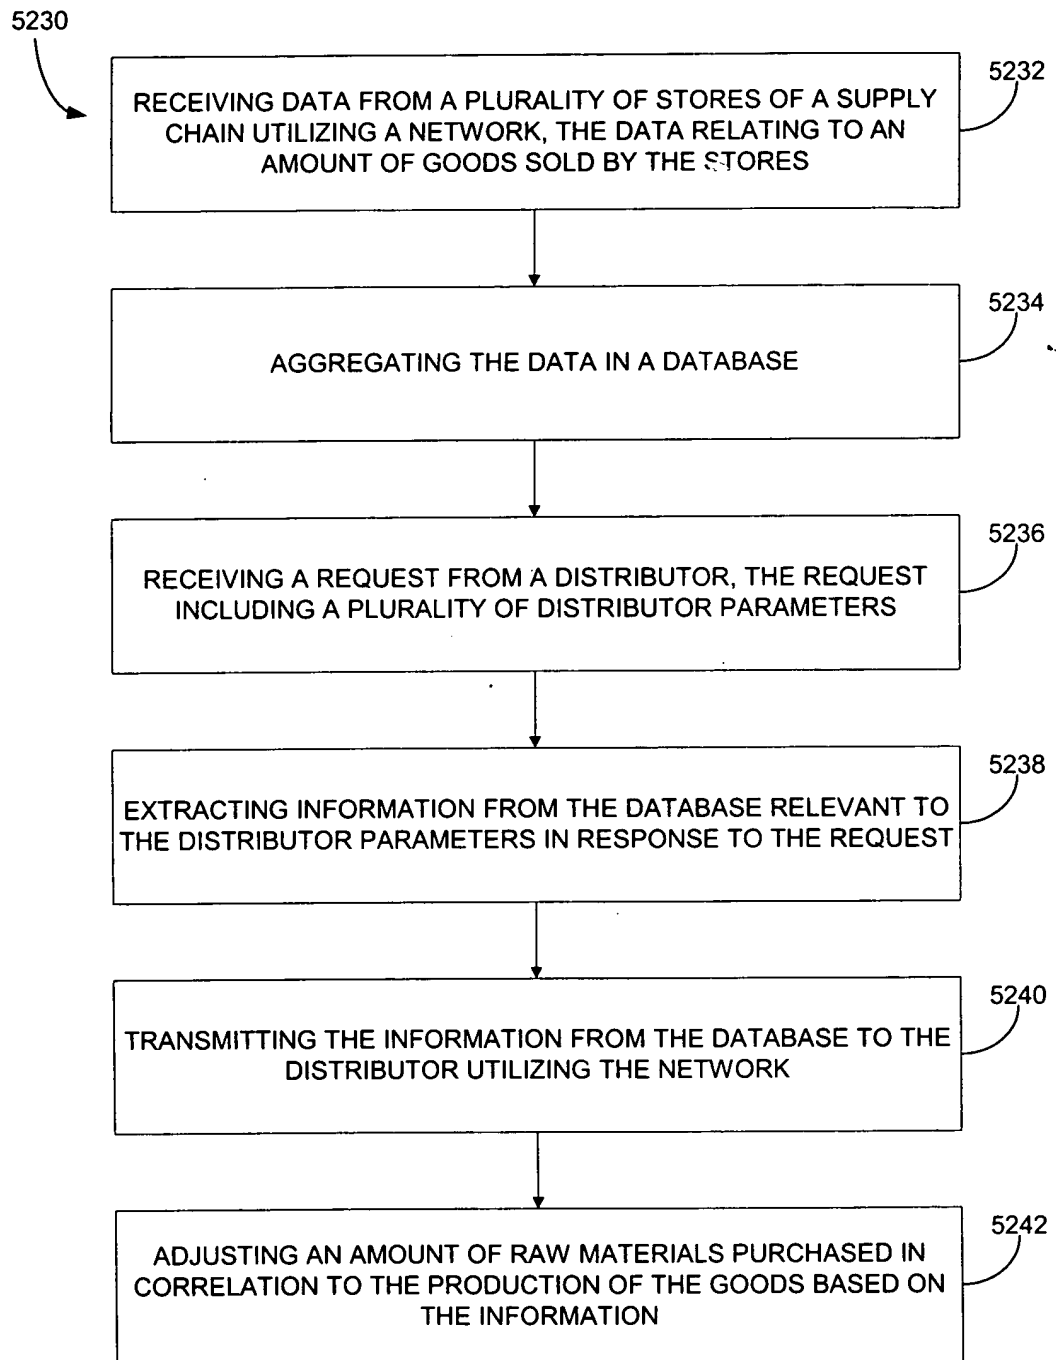 5230
5232
RECEIVING DATA FROM A PLURALITY OF STORES OF A SUPPLY
CHAIN UTILIZING A NETWORK, THE DATA RELATING TO AN
AMOUNT OF GOODS SOLD BY THE STORES
5234
AGGREGATING THE DATA IN A DATABASE
5236
RECEIVING A REQUEST FROM A DISTRIBUTOR, THE REQUEST
INCLUDING A PLURALITY OF DISTRIBUTOR PARAMETERS
5238
EXTRACTING INFORMATION FROM THE DATABASE RELEVANT TO
THE DISTRIBUTOR PARAMETERS IN RESPONSE TO THE REQUEST
5240
TRANSMITTING THE INFORMATION FROM THE DATABASE TO THE
DISTRIBUTOR UTILIZING THE NETWORK
5242
ADJUSTING AN AMOUNT OF RAW MATERIALS PURCHASED IN
CORRELATION TO THE PRODUCTION OF THE GOODS BASED ON
THE INFORMATION